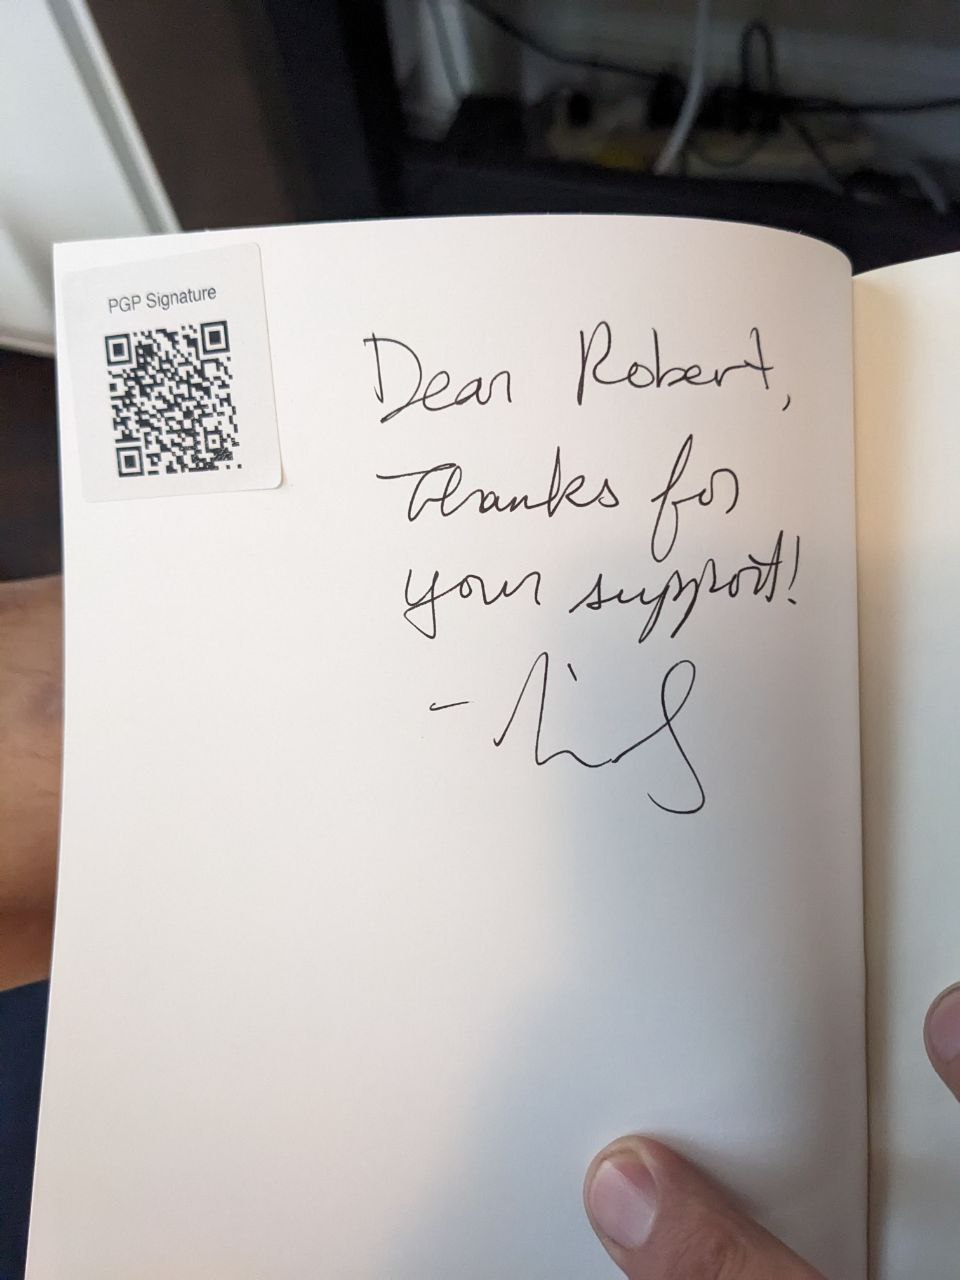 PGP Signature
Dear Robert,
Thanks for
your support!
-